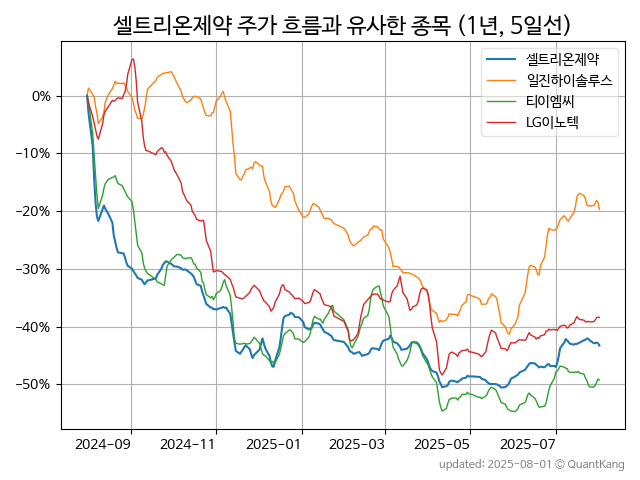 셀트리온제약 주가 흐름과 유사한 종목 (1년, 5일선)
셀트리온제약
일진하이솔루스
티이엠씨
LG이노텍
0%
−10%
−20%
−30%
−40%
−50%
2024−09 2024−11 2025−01 2025−03 2025−05 2025−07
updated: 2025-08-01 © QuantKang